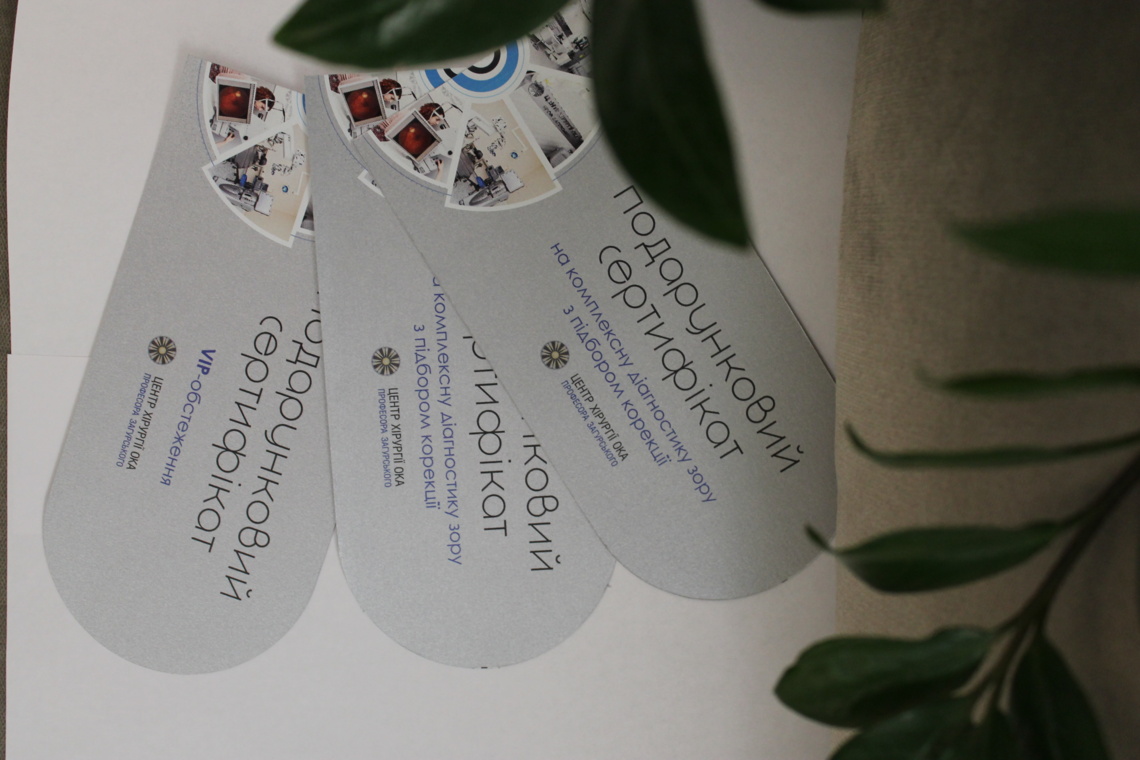 подарунковий
сертифікат
VIP-обстеження
ЦЕНТР ХІРУРГІЇ ОКА
ПРОФЕСОРА ЗАГУРСЬКОГО
ковий
тифікат
комплексну діагностику зору
з підбором корекції
ЦЕНТР ХІРУРГІЇ ОКА
ПРОФЕСОРА ЗАГУРСЬКОГО
подарунковий
сертифікат
на комплексну діагностику зору
з підбором корекції
ЦЕНТР ХІРУРГІЇ ОКА
ПРОФЕСОРА ЗАГУРСЬКОГО